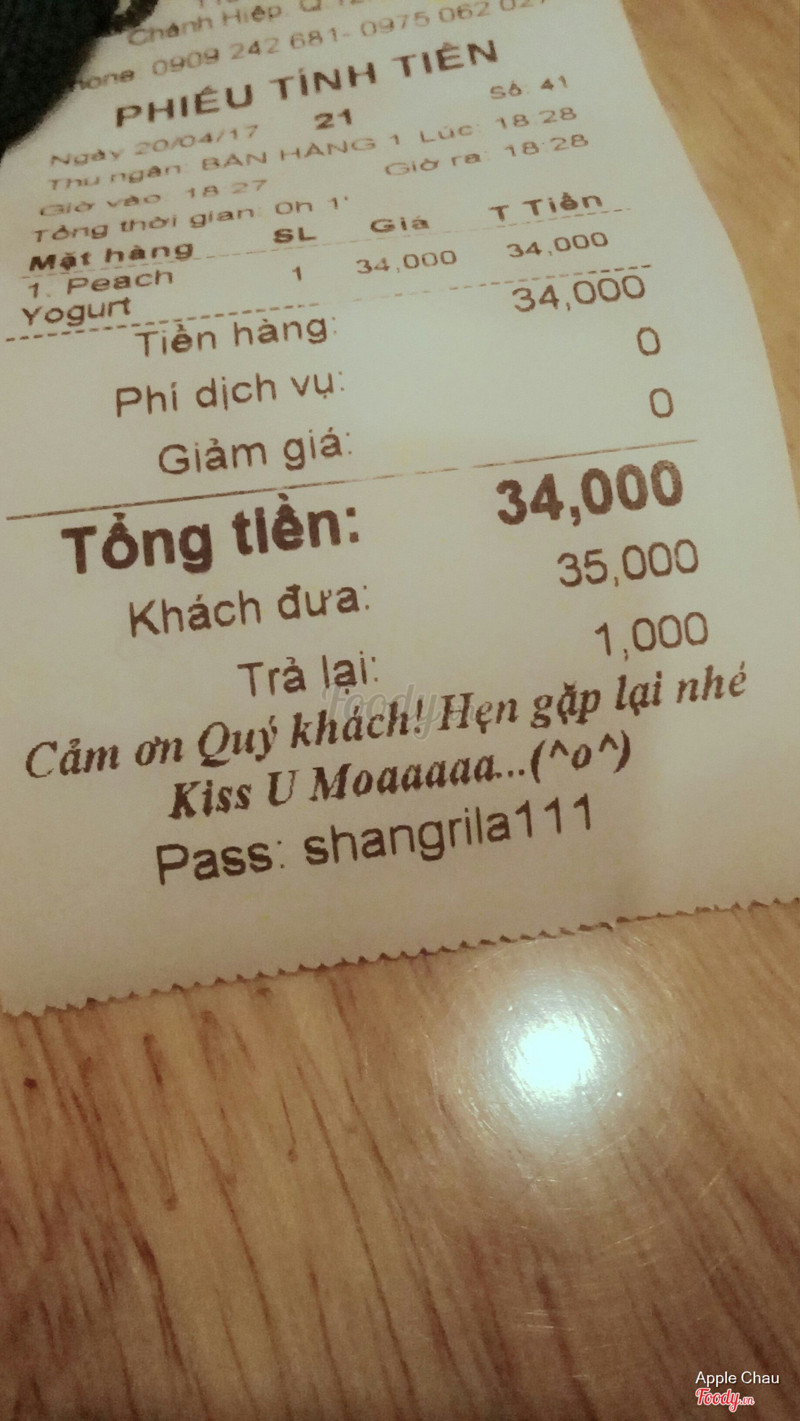 Chánh Hiệp, Q
0909 242 681- 0975 062
PHIẾU TÍNH TIỀN
21
Số: 41
Ngày 20/04/17
Thu ngân: BÁN HÀNG 1 Lúc: 18:28
Giờ vào: 18:27 Giờ ra: 18:28
Tổng thời gian: 0h 1'
Mặt hàng SL Giá T Tiền
1. Peach 1 34,000 34,000
Yogurt
Tiền hàng: 34,000
Phí dịch vụ: 0
Giảm giá: 0
Tổng tiền: 34,000
Khách đưa: 35,000
Trả lại: 1,000
Cảm ơn Quý khách! Hẹn gặp lại nhé
Kiss U Moaaaaaa...(^o^)
Pass: shangrila111
Foody
Apple Chau
Foody.vn